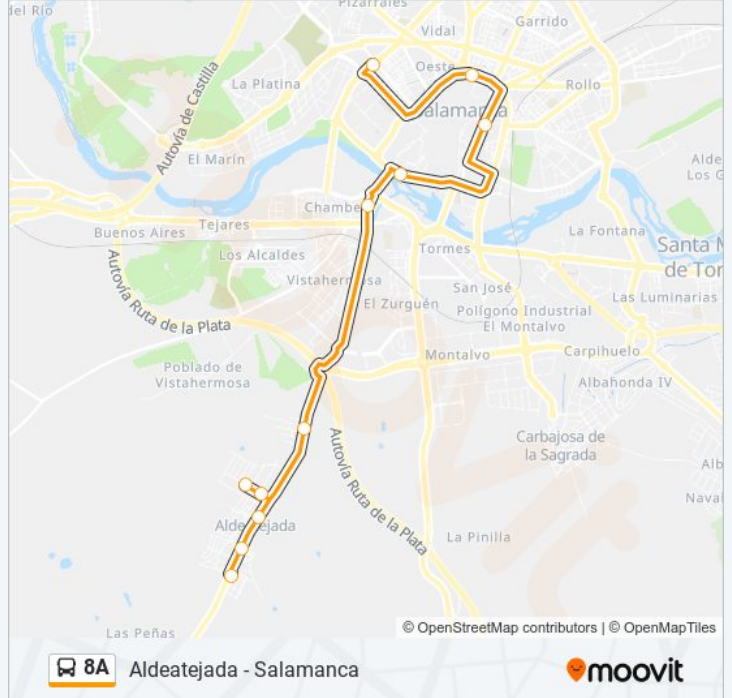 del Río
Pizarrales
Garrido
Vidal
Oeste
La Platina
Rollo
Autovía de Castilla
Salamanca
El Marín
Alde
Los G
Chambe
Tejares
Buenos Aires
La Fontana
Tormes
Santa M
de Tor
Los Alcaldes
Vistahermosa
San José
Autovía Ruta de la Plata
El Zurguén
Polígono Industrial
El Montalvo
Las Luminarias
Montalvo
Carpihuelo
Poblado de
Vistahermosa
Albahonda IV
Carbajosa de
la Sagrada
Autovía Ruta de la Plata
Alb
Naval
Aldeatejada
La Pinilla
Las Peñas
© OpenStreetMap contributors | © OpenMapTiles
8A Aldeatejada - Salamanca
moovit